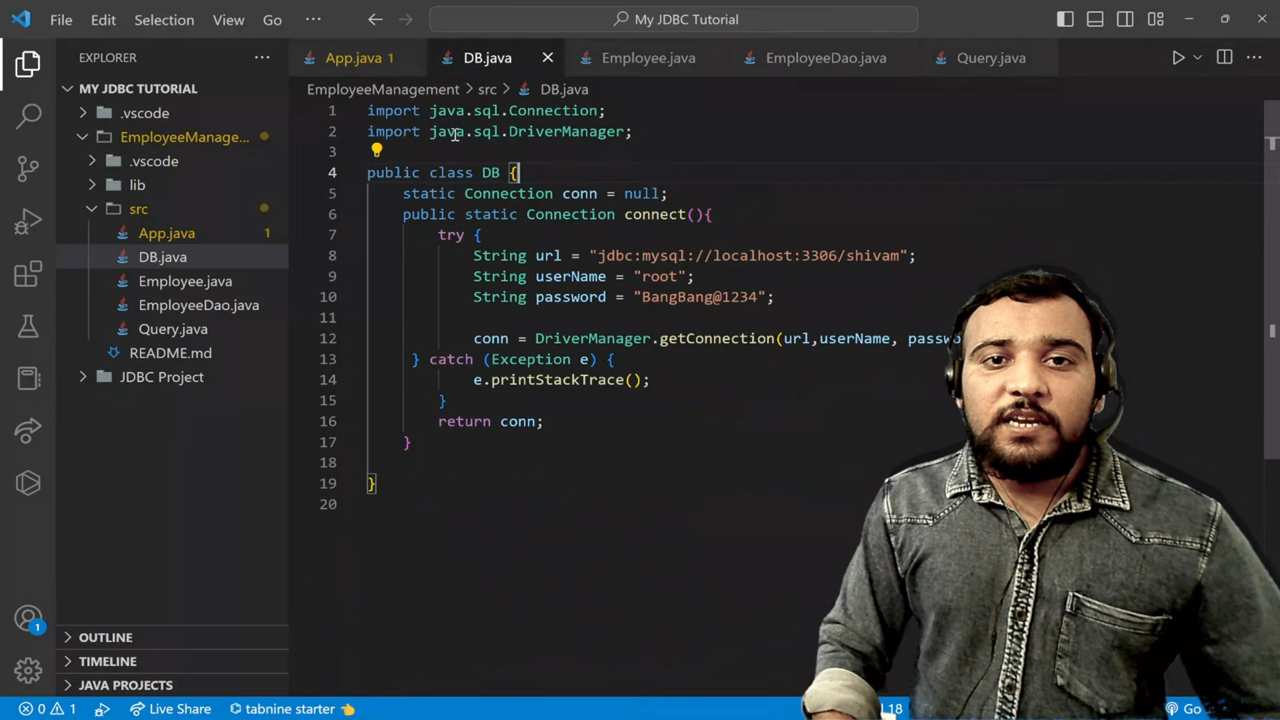 File Edit Selection View Go ··· My JDBC Tutorial
EXPLORER ···
App.java 1 DB.java Employee.java EmployeeDao.java Query.java ···
MY JDBC TUTORIAL
.vscode
EmployeeManage...
.vscode
lib
src
App.java 1
DB.java
Employee.java
EmployeeDao.java
Query.java
README.md
JDBC Project
OUTLINE
TIMELINE
JAVA PROJECTS
EmployeeManagement > src > DB.java
1 import java.sql.Connection;
2 import java.sql.DriverManager;
3
4 public class DB {
5 static Connection conn = null;
6 public static Connection connect(){
7 try {
8 String url = "jdbc:mysql://localhost:3306/shivam";
9 String userName = "root";
10 String password = "BangBang@1234";
11
12 conn = DriverManager.getConnection(url,userName, passwo
13 } catch (Exception e) {
14 e.printStackTrace();
15 }
16 return conn;
17 }
18
19 }
20
1
0 1 Live Share tabnine starter 👈 L18 Go